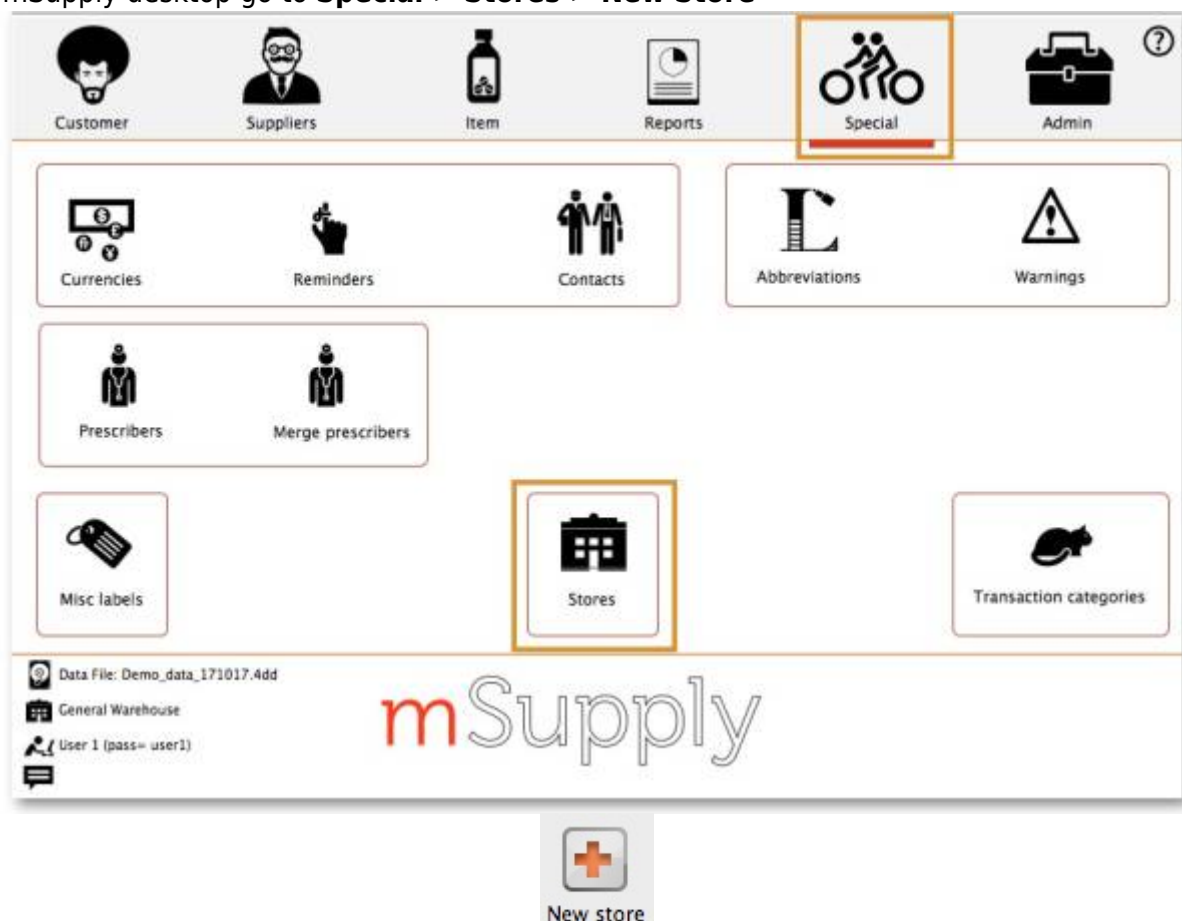 mSupply desktop go to Special > Stores > New Store
Customer
Suppliers
Item
Reports
Special
Admin
?
Currencies
Reminders
Contacts
Abbreviations
Warnings
Prescribers
Merge prescribers
Misc labels
Stores
Transaction categories
Data File: Demo_data_171017.4dd
General Warehouse
User 1 (pass= user1)
mSupply
New store